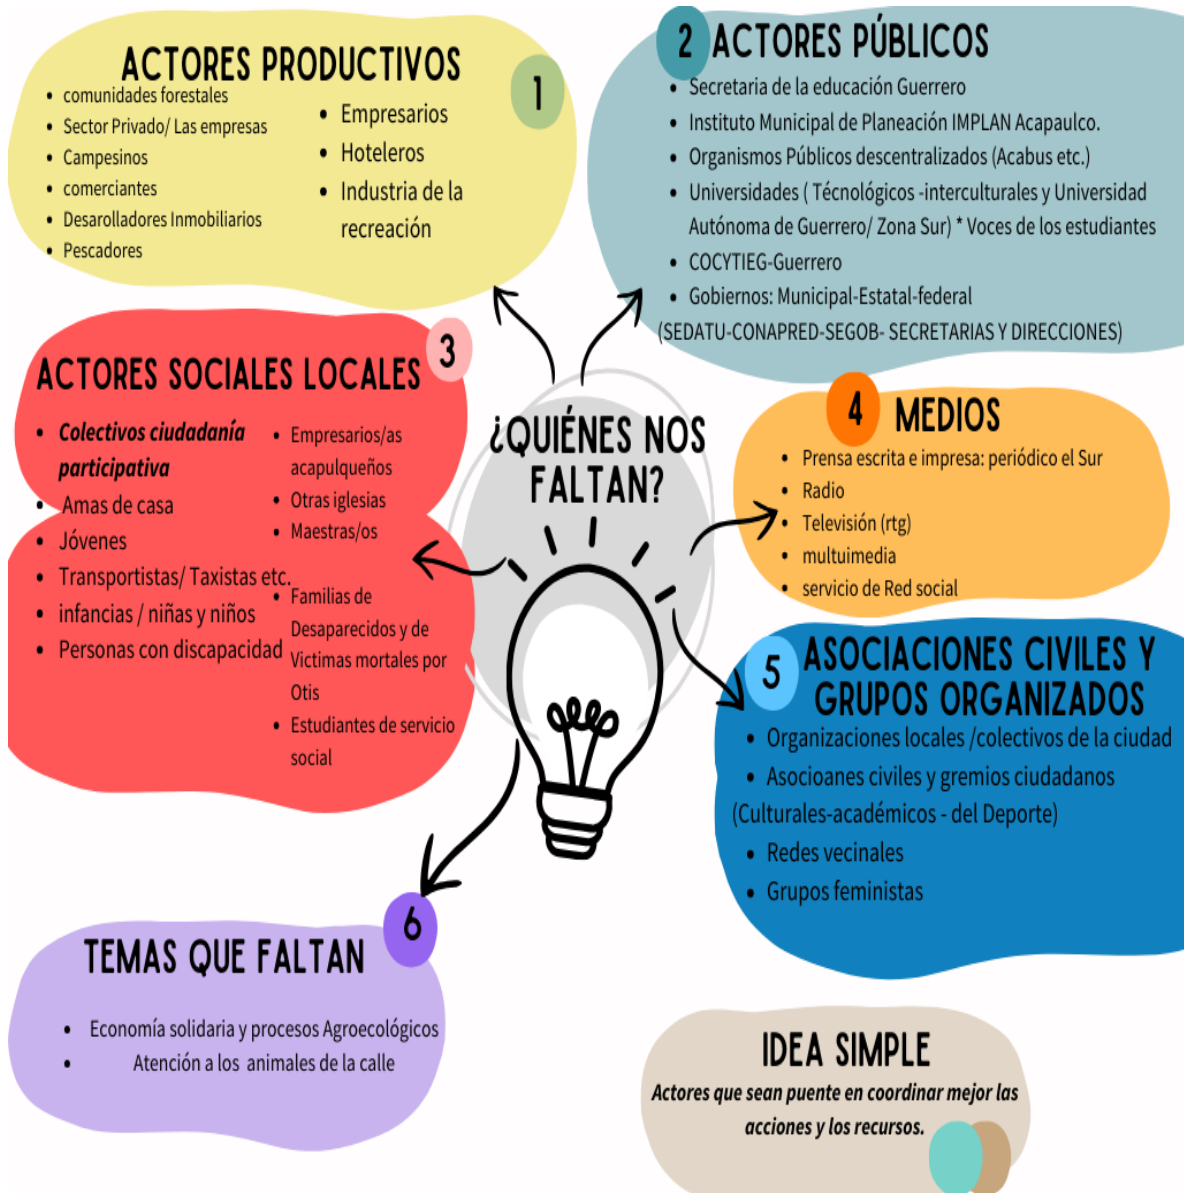 ACTORES PRODUCTIVOS
1
• comunidades forestales
• Sector Privado/ Las empresas
• Campesinos
• comerciantes
• Desarolladores Inmobiliarios
• Pescadores
• Empresarios
• Hoteleros
• Industria de la
recreación
2 ACTORES PÚBLICOS
• Secretaria de la educación Guerrero
• Instituto Municipal de Planeación IMPLAN Acapaulco.
• Organismos Públicos descentralizados (Acabus etc.)
• Universidades ( Técnológicos -interculturales y Universidad
Autónoma de Guerrero/ Zona Sur) * Voces de los estudiantes
• COCYTIEG-Guerrero
• Gobiernos: Municipal-Estatal-federal
(SEDATU-CONAPRED-SEGOB- SECRETARIAS Y DIRECCIONES)
¿QUIÉNES NOS
FALTAN?
3
ACTORES SOCIALES LOCALES
• Colectivos ciudadanía
participativa
• Amas de casa
• Jóvenes
• Transportistas/ Taxistas etc.
• infancias / niñas y niños
• Personas con discapacidad
• Empresarios/as
acapulqueños
• Otras iglesias
• Maestras/os
• Familias de
Desaparecidos y de
Victimas mortales por
Otis
• Estudiantes de servicio
social
4
MEDIOS
• Prensa escrita e impresa: periódico el Sur
• Radio
• Televisión (rtg)
• multuimedia
• servicio de Red social
5
ASOCIACIONES CIVILES Y
GRUPOS ORGANIZADOS
• Organizaciones locales /colectivos de la ciudad
• Asocioanes civiles y gremios ciudadanos
(Culturales-académicos - del Deporte)
• Redes vecinales
• Grupos feministas
6
TEMAS QUE FALTAN
• Economía solidaria y procesos Agroecológicos
• Atención a los animales de la calle
IDEA SIMPLE
Actores que sean puente en coordinar mejor las
acciones y los recursos.